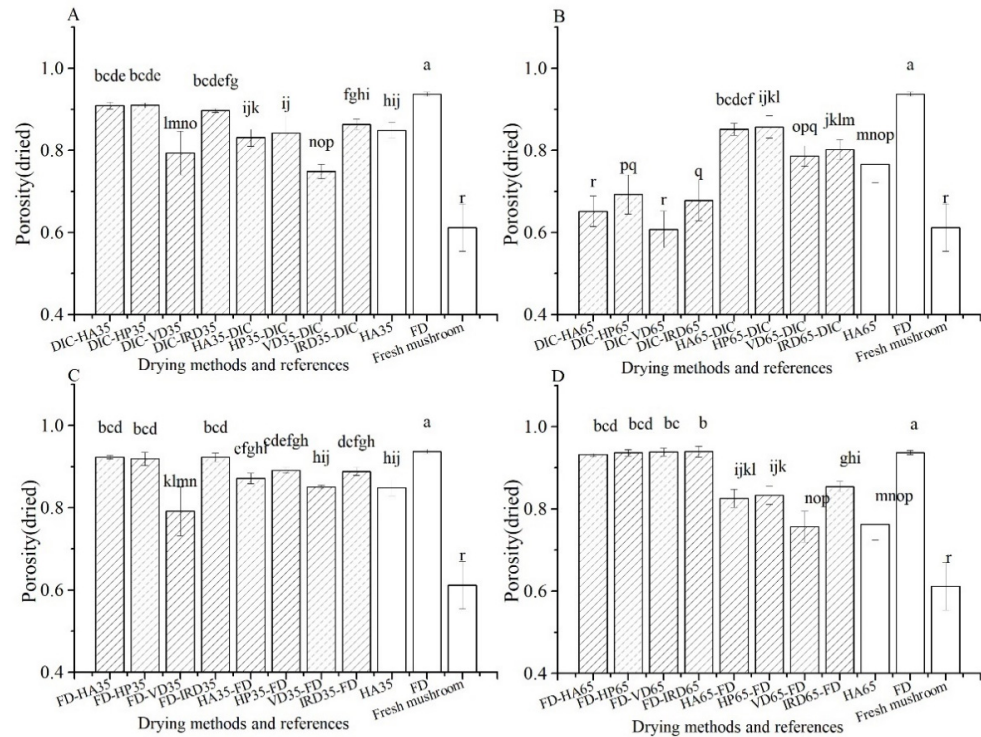 A
Porosity(dried)
1.0
0.8
0.6
0.4
bcde bcde bcdefg a
lmno ijk ij nop fghi hij r
DIC-HA35 DIC-HP35 DIC-VD35 DIC-IRD35 HA35-DIC HP35-DIC VD35-DIC IRD35-DIC HA35 FD Fresh mushroom
Drying methods and references
B
Porosity(dried)
1.0
0.8
0.6
0.4
r pq r q bcdef ijkl opq jklm mnop a r
DIC-HA65 DIC-HP65 DIC-VD65 DIC-IRD65 HA65-DIC HP65-DIC VD65-DIC IRD65-DIC HA65 FD Fresh mushroom
Drying methods and references
C
Porosity(dried)
1.0
0.8
0.6
0.4
bcd bcd klmn bcd efghi cdefgh hij defgh hij a r
FD-HA35 FD-HP35 FD-VD35 FD-IRD35 HA35-FD HP35-FD VD35-FD IRD35-FD HA35 FD Fresh mushroom
Drying methods and references
D
Porosity(dried)
1.0
0.8
0.6
0.4
bcd bcd bc b ijkl ijk nop ghi mnop a r
FD-HA65 FD-HP65 FD-VD65 FD-IRD65 HA65-FD HP65-FD VD65-FD IRD65-FD HA65 FD Fresh mushroom
Drying methods and references